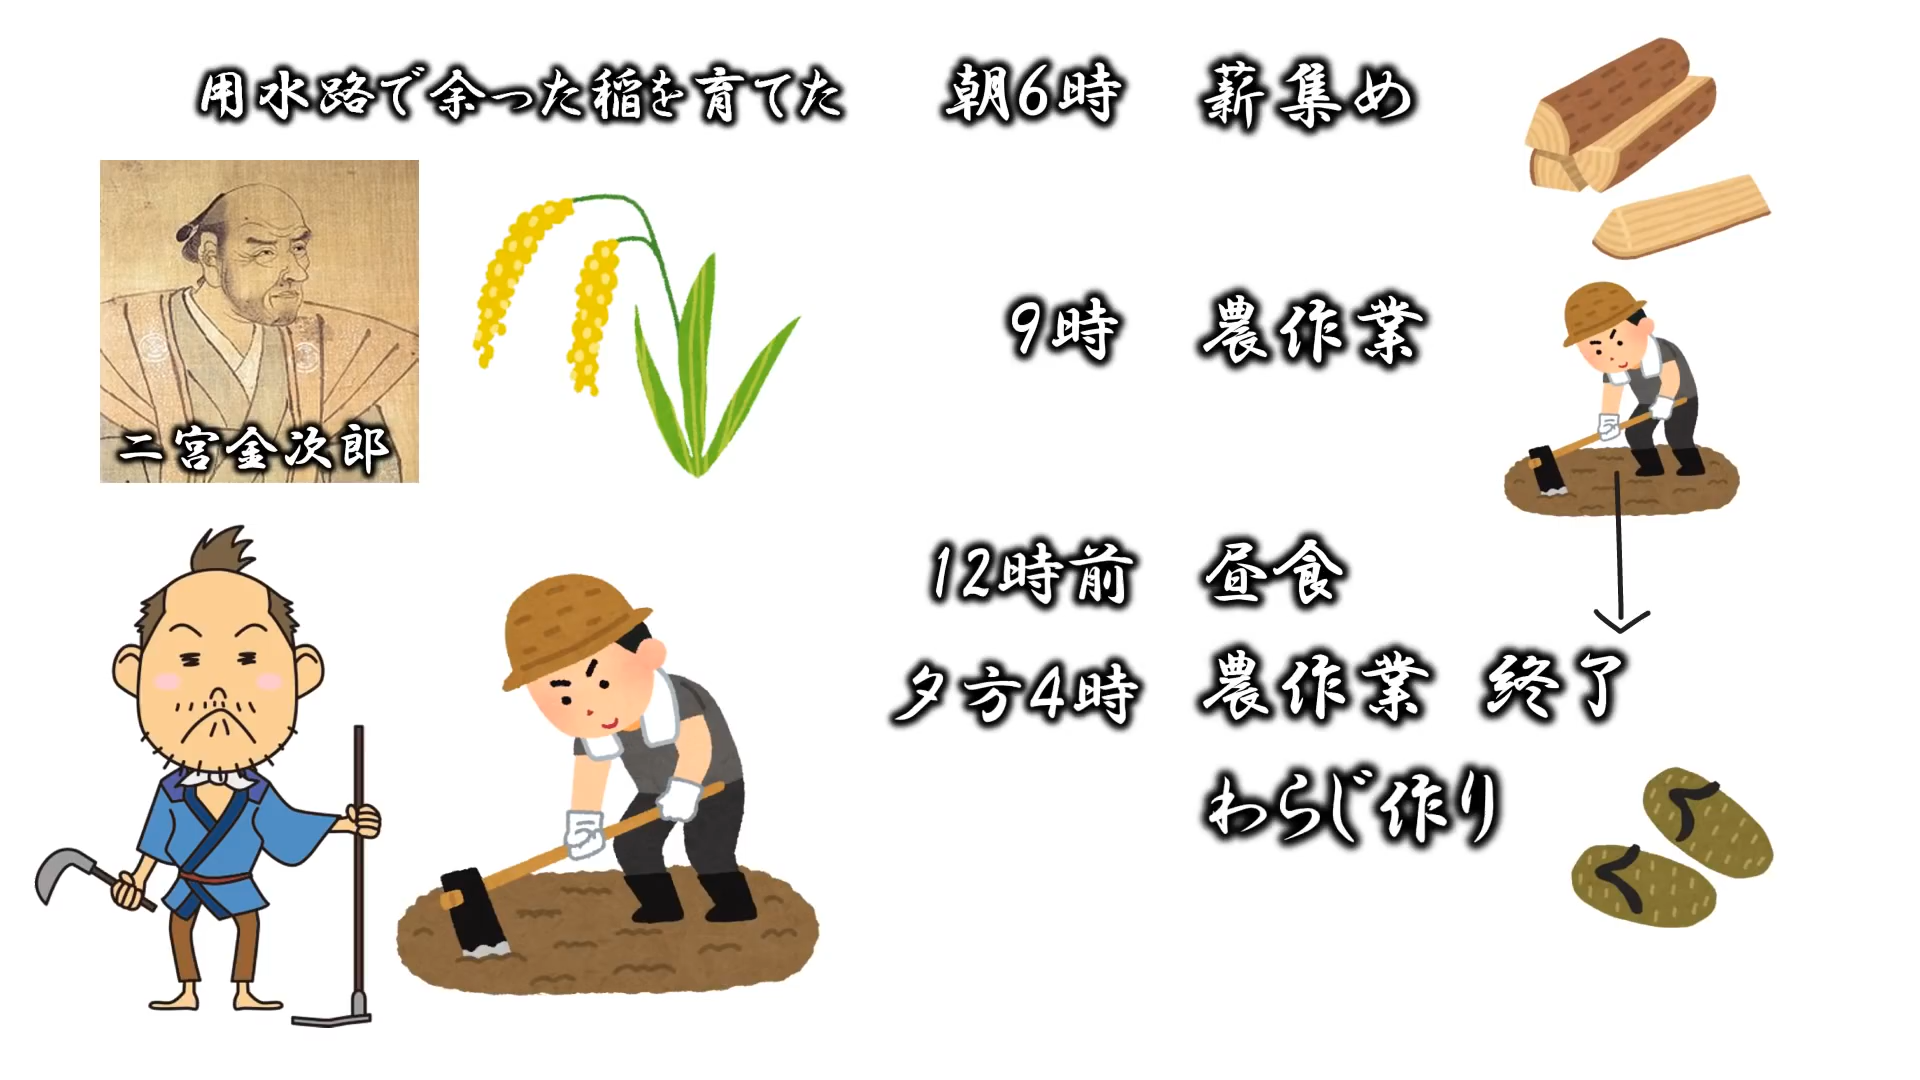 用水路で余った稲を育てた
二宮金次郎
朝6時 薪集め
9時 農作業
12時前 昼食
夕方4時 農作業 終了
わらじ作り